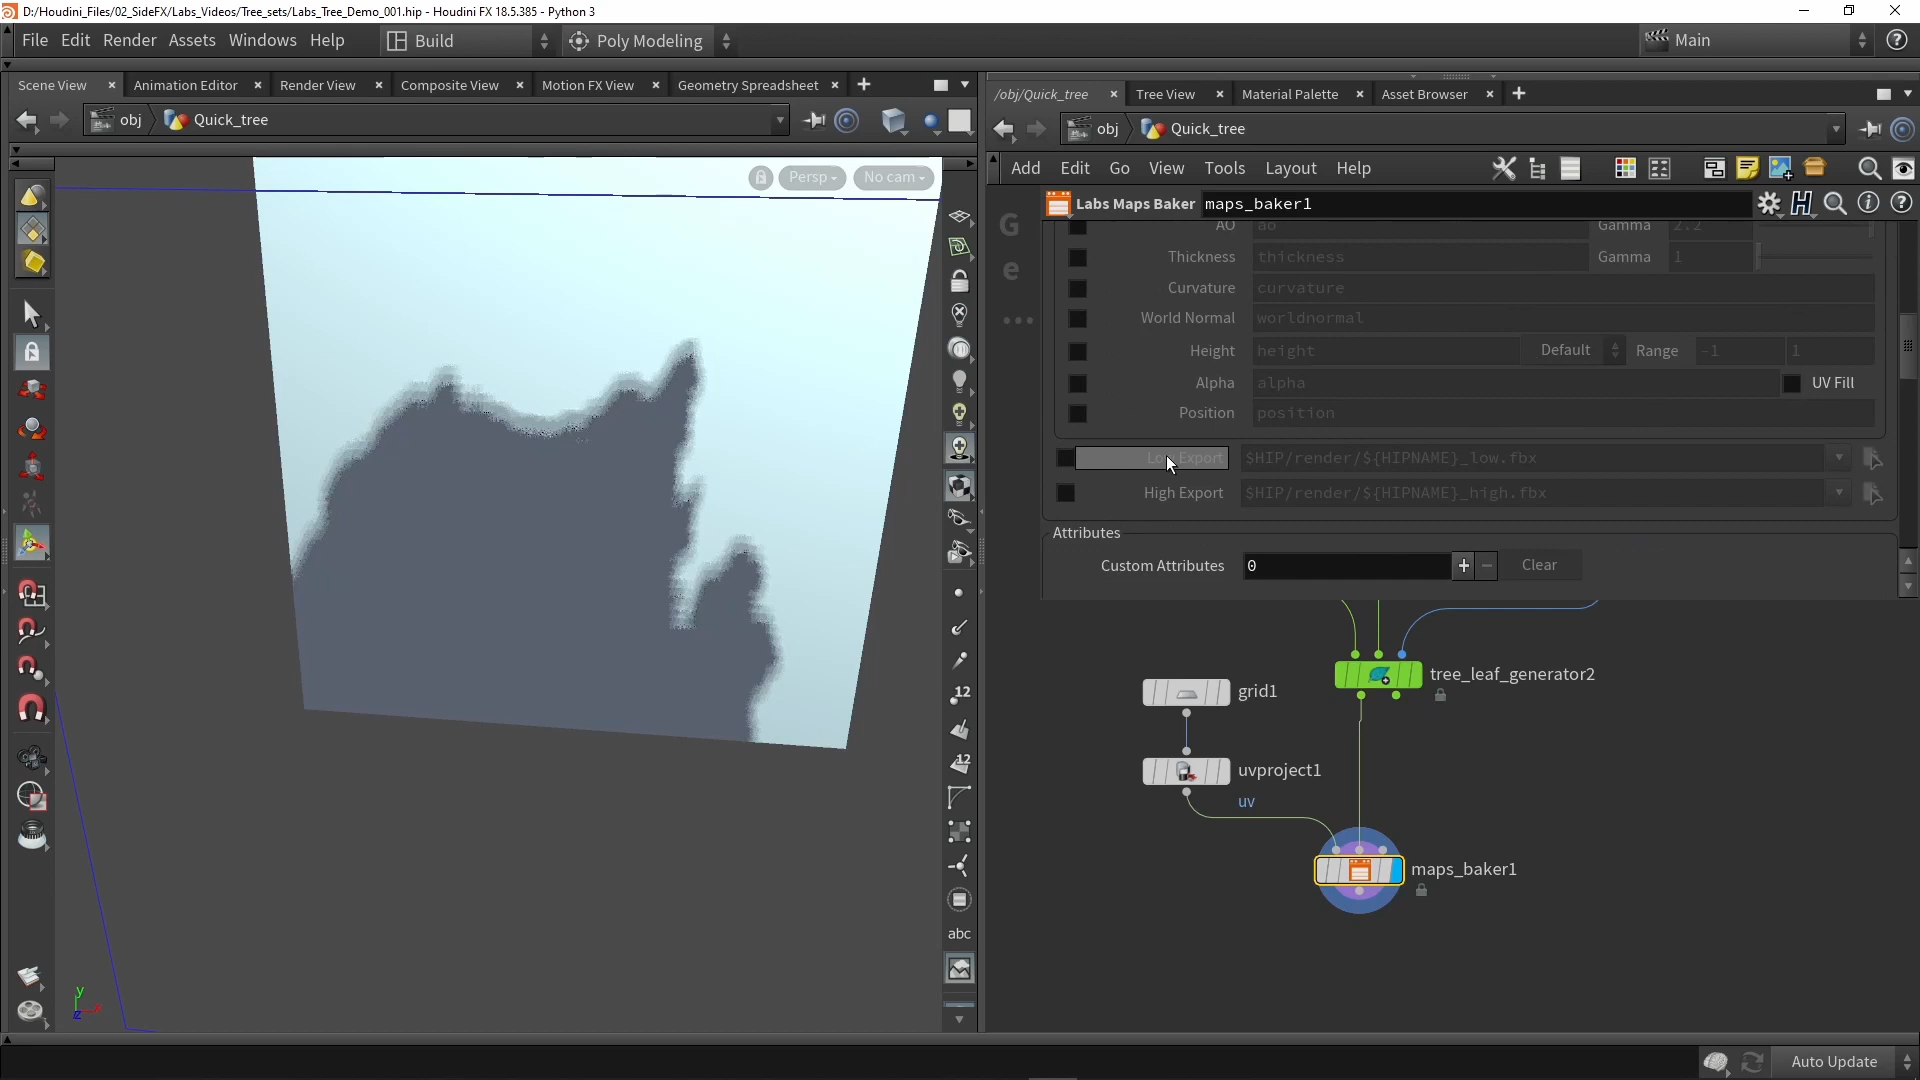 D:/Houdini_Files/02_SideFX/Labs_Videos/Tree_sets/Labs_Tree_Demo_001.hip - Houdini FX 18.5.385 - Python 3
File Edit Render Assets Windows Help Build Poly Modeling Main
Scene View Animation Editor Render View Composite View Motion FX View Geometry Spreadsheet
/obj/Quick_tree Tree View Material Palette Asset Browser
obj Quick_tree
obj Quick_tree
Add Edit Go View Tools Layout Help
Persp No cam
Labs Maps Baker maps_baker1
G
e
AO ao Gamma 2.2
Thickness thickness Gamma 1
Curvature curvature
World Normal worldnormal
Height height Default Range -1 1
Alpha alpha UV Fill
Position position
Low Export $HIP/render/${HIPNAME}_low.fbx
High Export $HIP/render/${HIPNAME}_high.fbx
Attributes
Custom Attributes 0 Clear
tree_leaf_generator2
grid1
uvproject1
uv
maps_baker1
12
12
abc
y
x
z
Auto Update